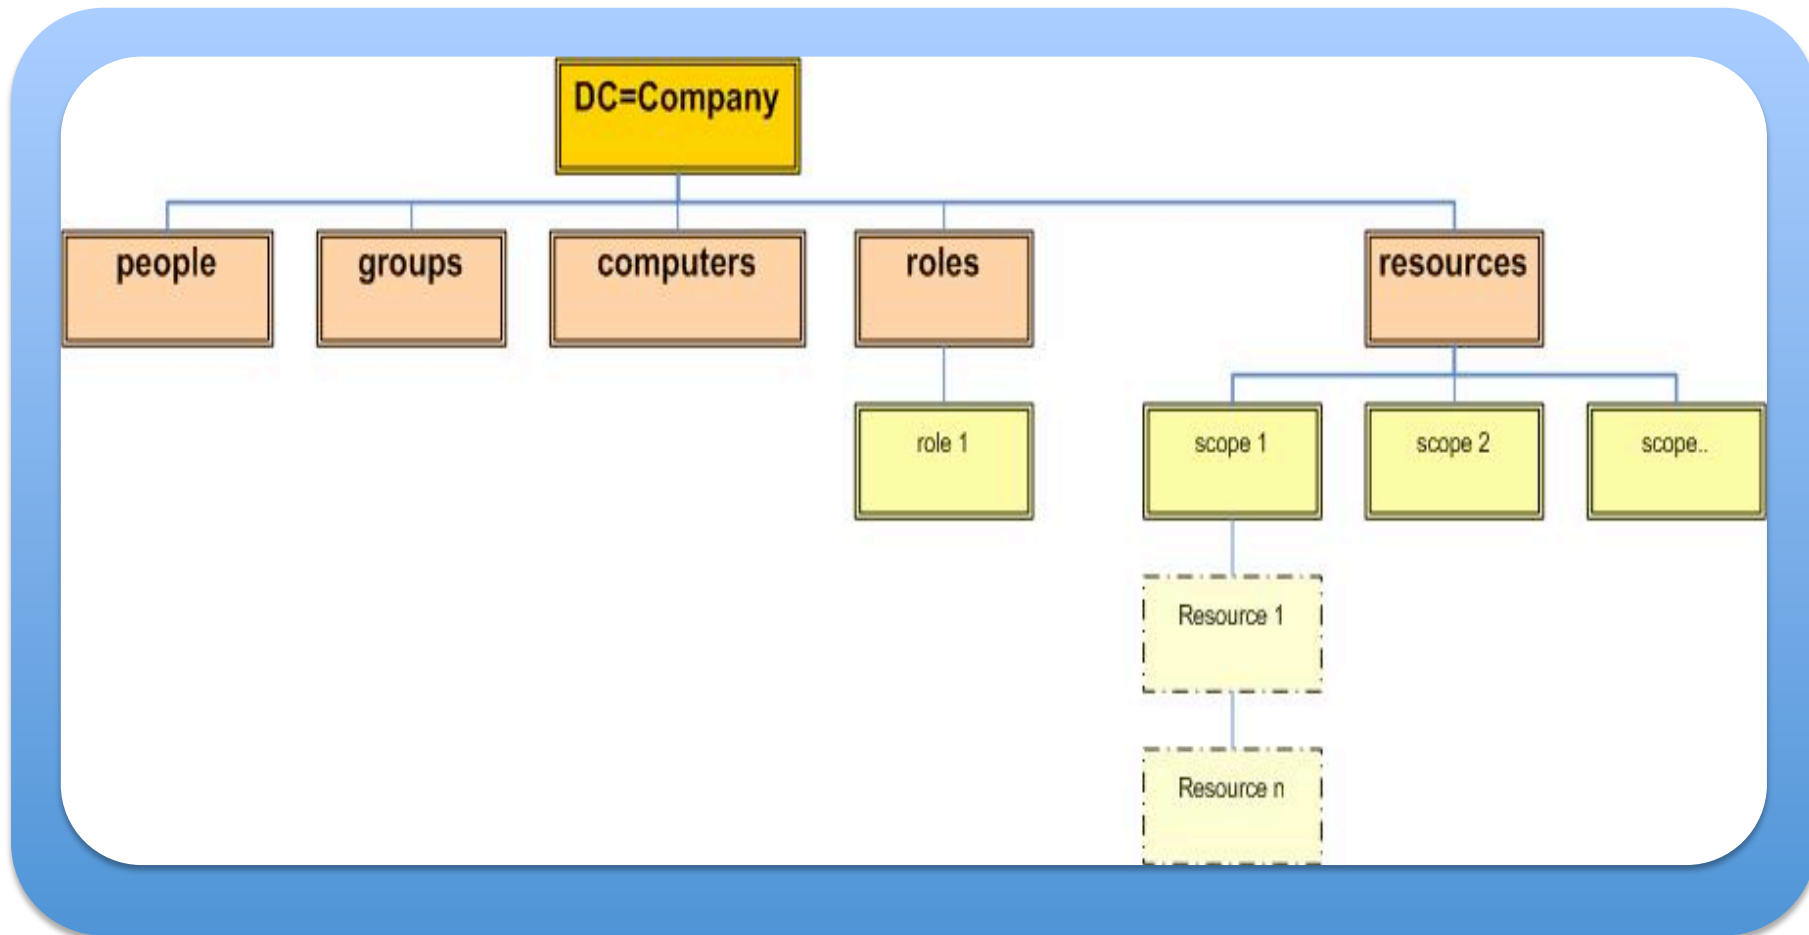 DC=Company
people
groups
computers
roles
resources
role 1
scope 1
scope 2
scope..
Resource 1
Resource n